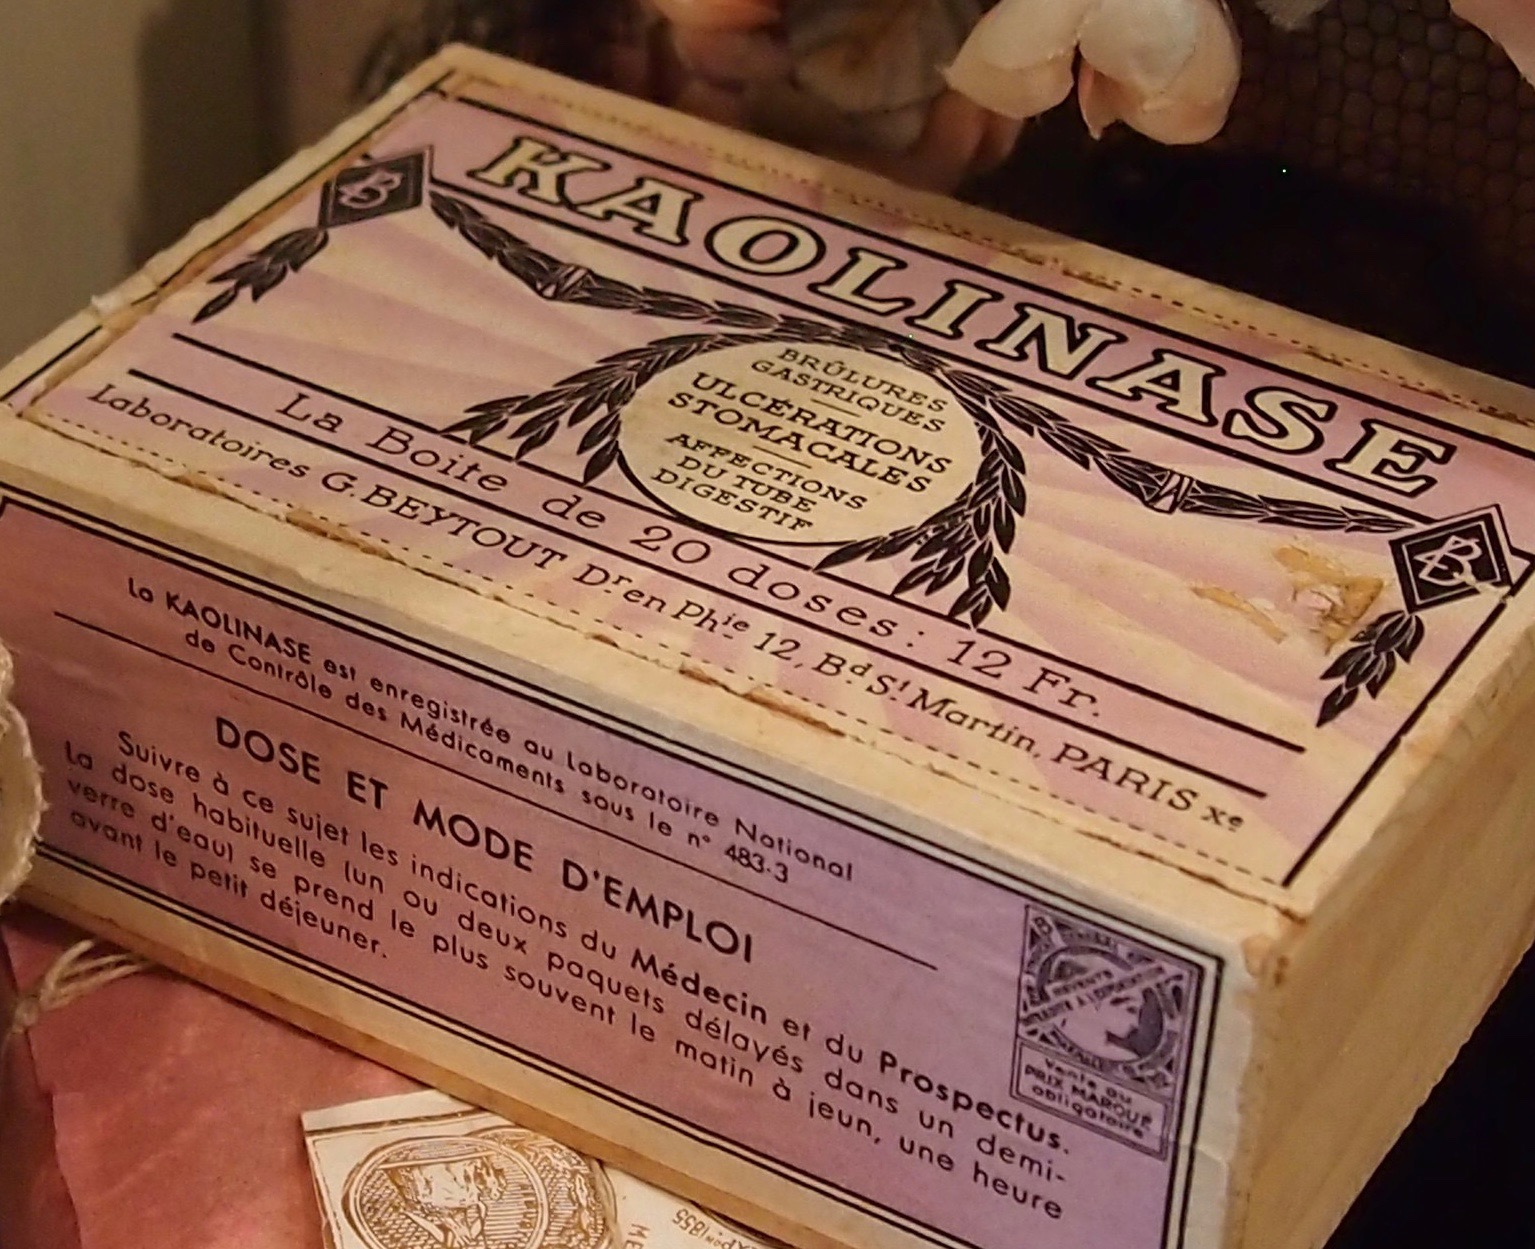 KAOLINASE
B
B
BRÛLURES
GASTRIQUES
ULCÉRATIONS
STOMACALES
AFFECTIONS
DU TUBE
DIGESTIF
La Boite de 20 doses: 12 Fr.
Laboratoires G.BEYTOUT Dr. en Phie 12, Bd St Martin, PARIS Xe
La KAOLINASE est enregistrée au Laboratoire National
de Contrôle des Médicaments sous le n° 483-3
DOSE ET MODE D'EMPLOI
Suivre à ce sujet les indications du Médecin et du Prospectus.
La dose habituelle (un ou deux paquets délayés dans un demi-
verre d'eau) se prend le plus souvent le matin à jeun, une heure
avant le petit déjeuner.
Vente au
PRIX MARQUÉ
obligatoire
1855
ME